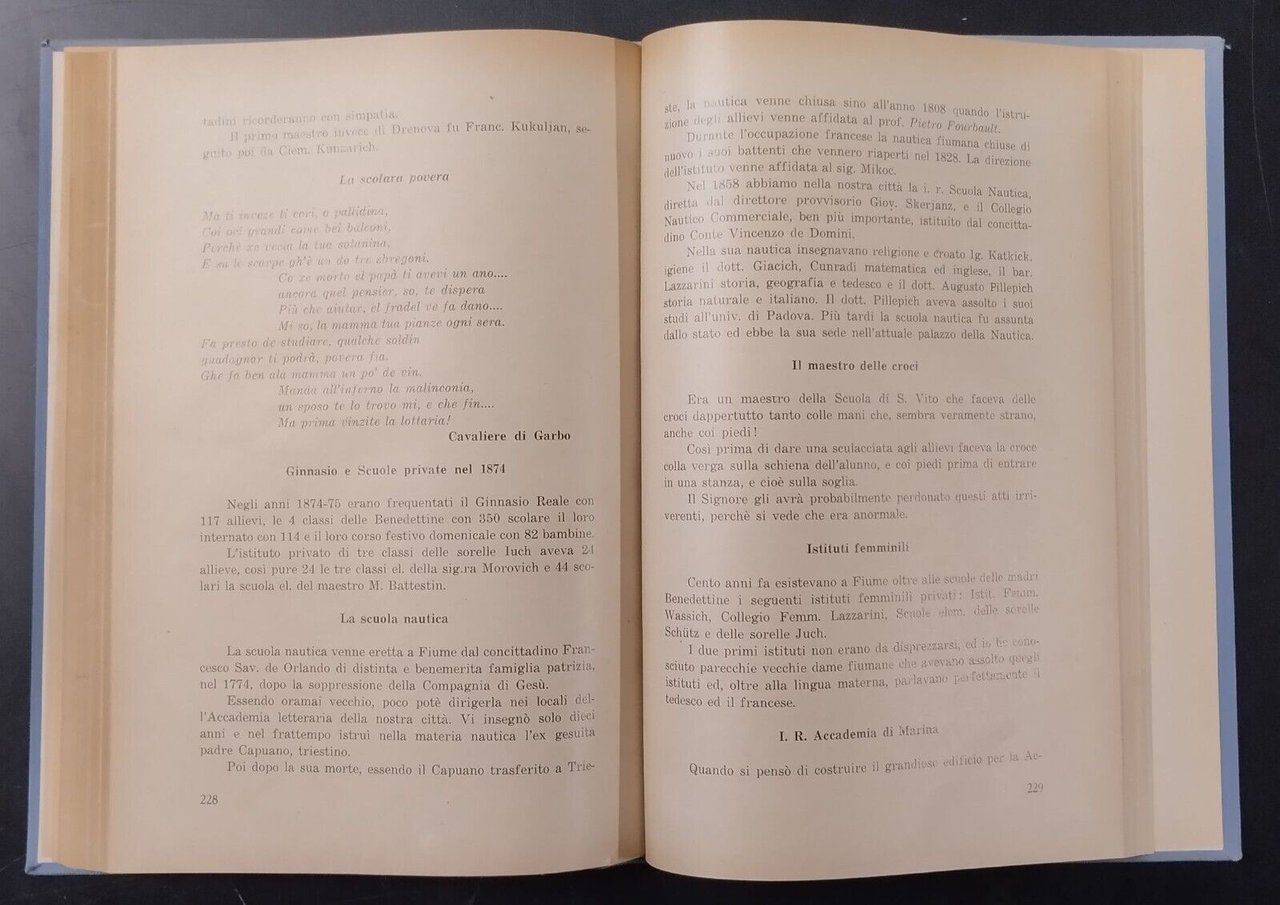 tadini ricorderanno con simpatia.
Il primo maestro invece di Drenova fu Franc. Kukuljan, se-
guito poi da Clem. Kunzarich.
La scolara povera
Ma ti inveze ti cori, o pallidina,
Coi oci grandi come bei balconi,
Perchè xe vecia la tua sotanina,
E su le scarpe gh'è un do tre sbregoni.
Co xe morto el papà ti avevi un ano....
ancora quel pensier, so, te dispera
Più che aiutar, el fradel ve fa dano....
Mi so, la mamma tua pianze ogni sera.
Fa presto de studiare, qualche soldin
guadagnar ti podrà, povera fia.
Ghe fa ben ala mamma un po' de vin.
Manda all'inferno la malinconia,
un sposo te lo trovo mi, e che fin....
Ma prima vinzite la lottaria!
Cavaliere di Garbo
Ginnasio e Scuole private nel 1874
Negli anni 1874-75 erano frequentati il Ginnasio Reale con
117 allievi, le 4 classi delle Benedettine con 350 scolare il loro
internato con 114 e il loro corso festivo domenicale con 82 bambine.
L'istituto privato di tre classi delle sorelle Iuch aveva 24
allieve, così pure 24 le tre classi el. della sig.ra Morovich e 44 sco-
lari la scuola el. del maestro M. Battestin.
La scuola nautica
La scuola nautica venne eretta a Fiume dal concittadino Fran-
cesco Sav. de Orlando di distinta e benemerita famiglia patrizia,
nel 1774, dopo la soppressione della Compagnia di Gesù.
Essendo oramai vecchio, poco potè dirigerla nei locali del-
l'Accademia letteraria della nostra città. Vi insegnò solo dieci
anni e nel frattempo istruì nella materia nautica l'ex gesuita
padre Capuano, triestino.
Poi dopo la sua morte, essendo il Capuano trasferito a Trie-
228
ste, la nautica venne chiusa sino all'anno 1808 quando l'istru-
zione degli allievi venne affidata al prof. Pietro Fourbault.
Durante l'occupazione francese la nautica fiumana chiuse di
nuovo i suoi battenti che vennero riaperti nel 1828. La direzione
dell'istituto venne affidata al sig. Mikoc.
Nel 1858 abbiamo nella nostra città la i. r. Scuola Nautica,
diretta dal direttore provvisorio Giov. Skerjanz, e il Collegio
Nautico Commerciale, ben più importante, istituito dal concitta-
dino Conte Vincenzo de Domini.
Nella sua nautica insegnavano religione e croato Ig. Katkick,
igiene il dott. Giacich, Cunradi matematica ed inglese, il bar.
Lazzarini storia, geografia e tedesco e il dott. Augusto Pillepich
storia naturale e italiano. Il dott. Pillepich aveva assolto i suoi
studi all'univ. di Padova. Più tardi la scuola nautica fu assunta
dallo stato ed ebbe la sua sede nell'attuale palazzo della Nautica.
Il maestro delle croci
Era un maestro della Scuola di S. Vito che faceva delle
croci dappertutto tanto colle mani che, sembra veramente strano,
anche coi piedi!
Così prima di dare una sculacciata agli allievi faceva la croce
colla verga sulla schiena dell'alunno, e coi piedi prima di entrare
in una stanza, e cioè sulla soglia.
Il Signore gli avrà probabilmente perdonato questi atti irri-
verenti, perchè si vede che era anormale.
Istituti femminili
Cento anni fa esistevano a Fiume oltre alle scuole delle madri
Benedettine i seguenti istituti femminili privati: Istit. Femm.
Wassich, Collegio Femm. Lazzarini, Scuole elem. delle sorelle
Schütz e delle sorelle Juch.
I due primi istituti non erano da disprezzarsi, ed io ho cono-
sciuto parecchie vecchie dame fiumane che avevano assolto quegli
istituti ed, oltre alla lingua materna, parlavano perfettamente il
tedesco ed il francese.
I. R. Accademia di Marina
Quando si pensò di costruire il grandioso edificio per la Ac-
229